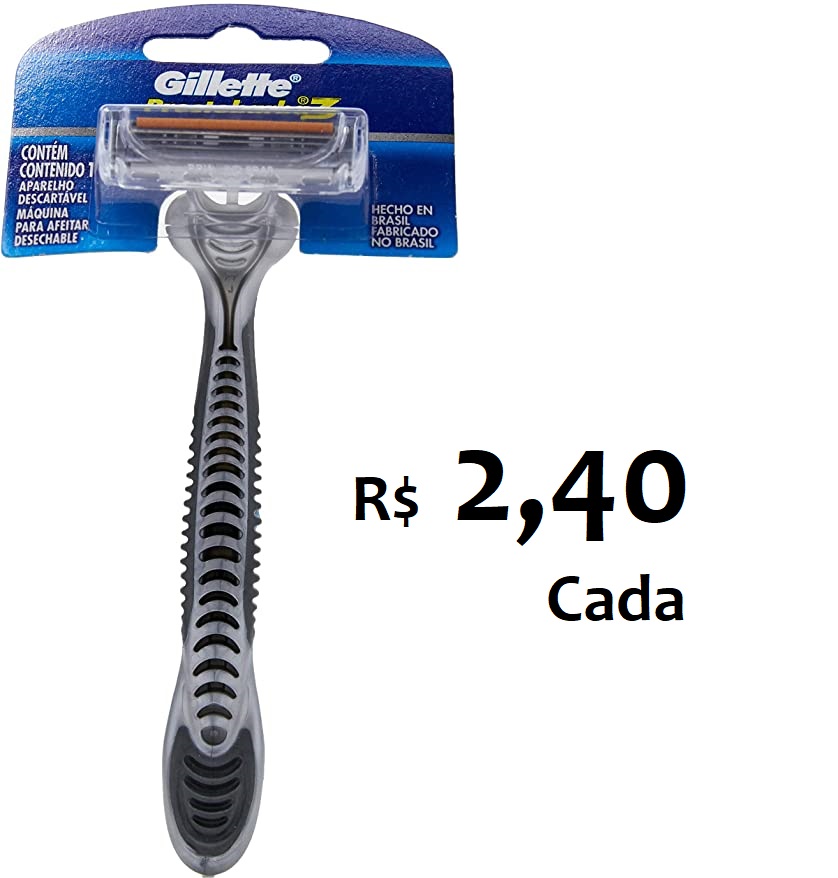 Gillette®
®3
CONTÉM
CONTENIDO 1
APARELHO
DESCARTÁVEL
MÁQUINA
PARA AFEITAR
DESECHABLE
HECHO EN
BRASIL
FABRICADO
NO BRASIL
R$ 2,40
Cada